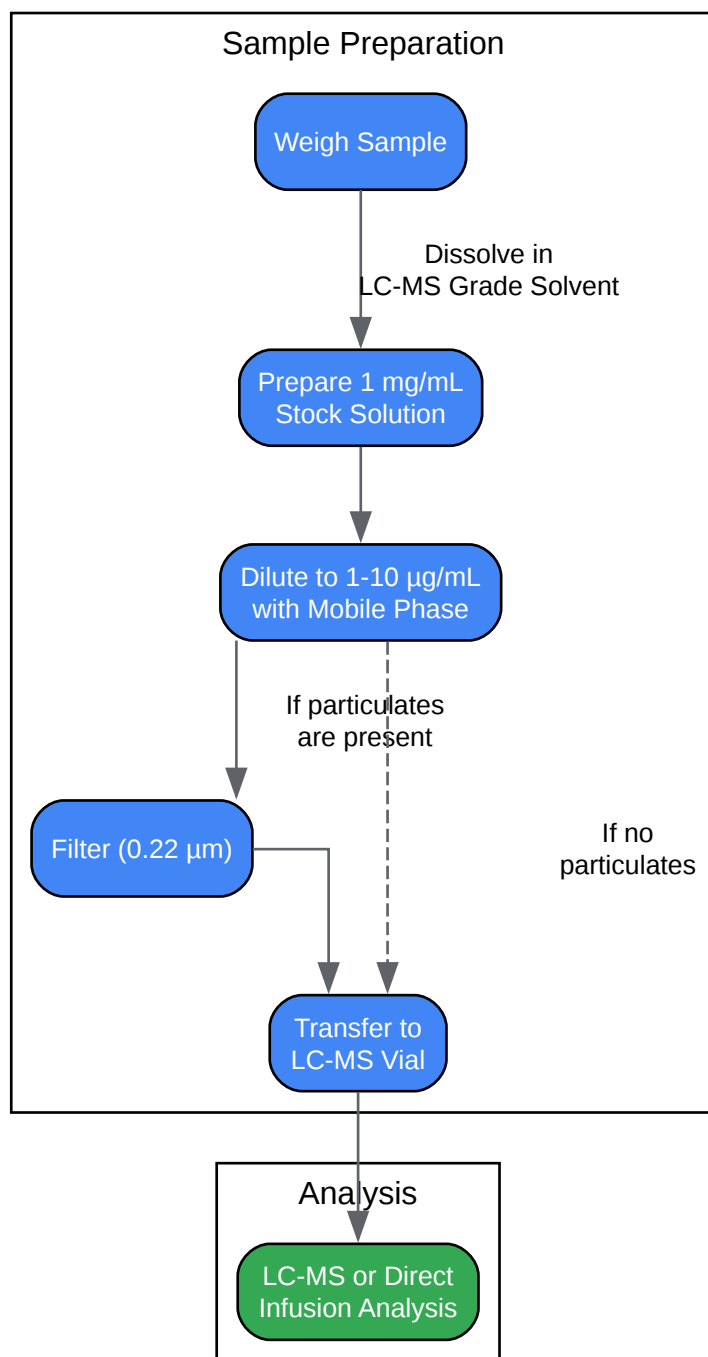 Sample Preparation
Weigh Sample
Dissolve in
LC-MS Grade Solvent
Prepare 1 mg/mL
Stock Solution
Dilute to 1-10 µg/mL
with Mobile Phase
If particulates
are present
Filter (0.22 µm)
If no
particulates
Transfer to
LC-MS Vial
Analysis
LC-MS or Direct
Infusion Analysis